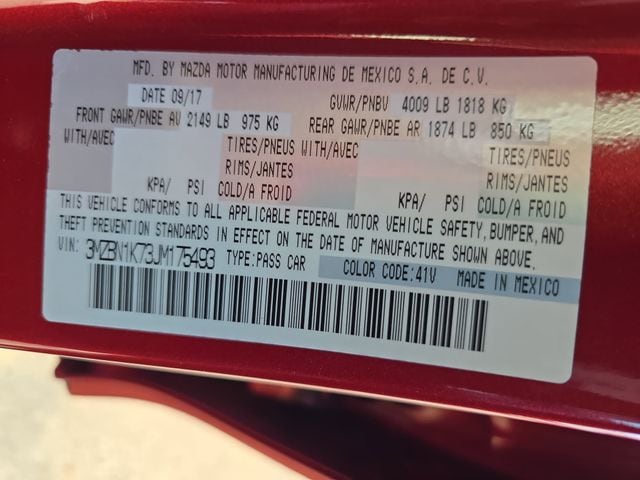 MFD. BY MAZDA MOTOR MANUFACTURING DE MEXICO S.A. DE C.V.
DATE 09/17 GVWR/PNBV 4009 LB 1818 KG
FRONT GAWR/PNBE AV 2149 LB 975 KG REAR GAWR/PNBE AR 1874 LB 850 KG
WITH/AVEC TIRES/PNEUS WITH/AVEC TIRES/PNEUS
RIMS/JANTES RIMS/JANTES
KPA/ PSI COLD/A FROID KPA/ PSI COLD/A FROID
THIS VEHICLE CONFORMS TO ALL APPLICABLE FEDERAL MOTOR VEHICLE SAFETY, BUMPER, AND
THEFT PREVENTION STANDARDS IN EFFECT ON THE DATE OF MANUFACTURE SHOWN ABOVE.
VIN: 3MZBN1K73JM175493 TYPE:PASS CAR COLOR CODE:41V MADE IN MEXICO